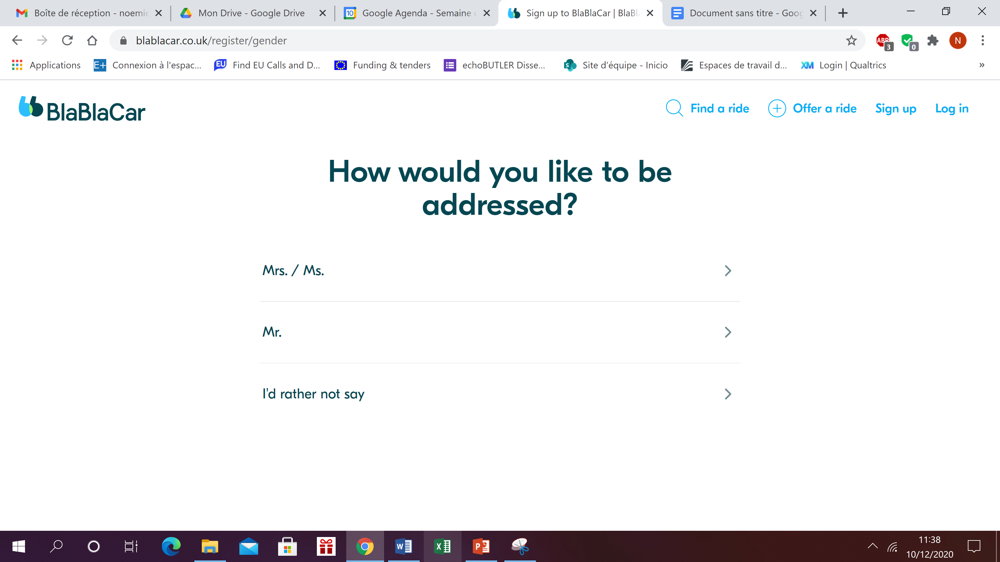 Boîte de réception - noemie
Mon Drive - Google Drive
Google Agenda - Semaine
Sign up to BlaBlaCar | BlaBla
Document sans titre - Goog
blablacar.co.uk/register/gender
ABP
3
0
N
Applications
E+ Connexion à l'espac...
EU Find EU Calls and D...
Funding & tenders
echoBUTLER Disse...
S Site d'équipe - Inicio
Espaces de travail d...
XM Login | Qualtrics
»
BlaBlaCar
Find a ride
Offer a ride
Sign up
Log in
How would you like to be
addressed?
Mrs. / Ms.
Mr.
I'd rather not say
11:38
10/12/2020